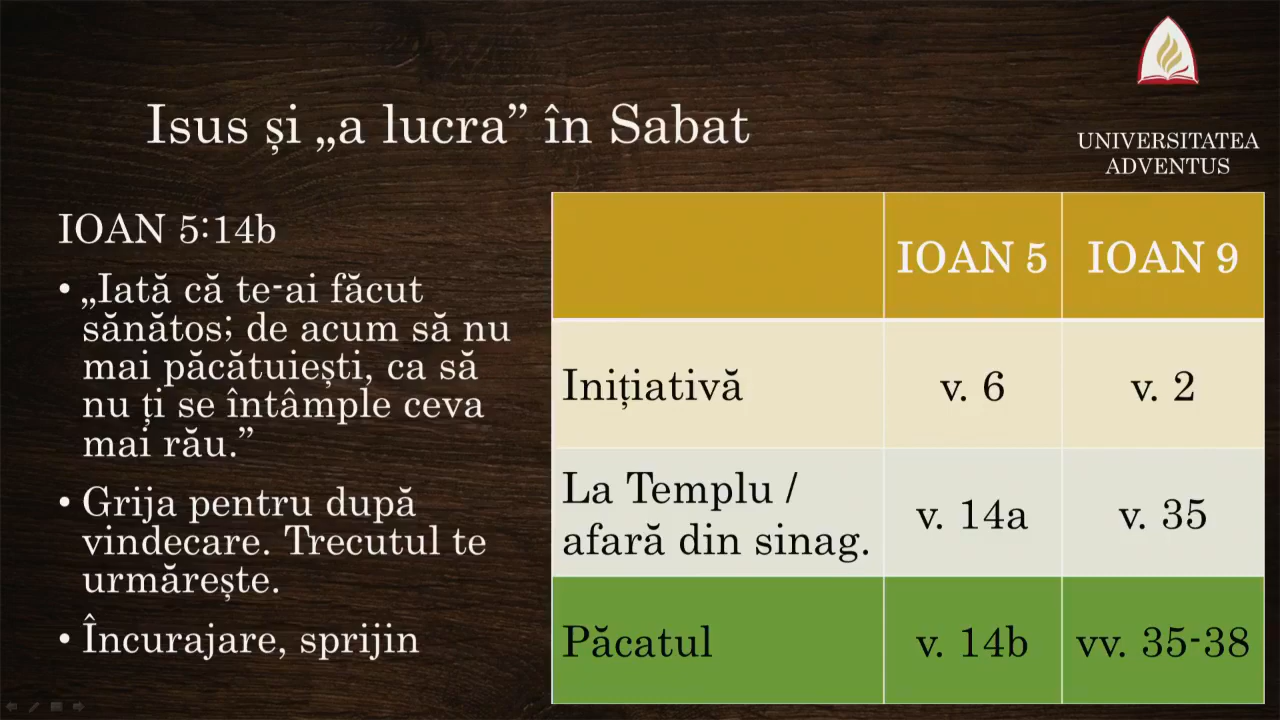 Isus și „a lucra” în Sabat
UNIVERSITATEA
ADVENTUS
IOAN 5:14b
• „Iată că te-ai făcut
sănătos; de acum să nu
mai păcătuiești, ca să
nu ți se întâmple ceva
mai rău.”
• Grija pentru după
vindecare. Trecutul te
urmărește.
• Încurajare, sprijin
IOAN 5 IOAN 9
Inițiativă v. 6 v. 2
La Templu /
afară din sinag. v. 14a v. 35
Păcatul v. 14b vv. 35-38